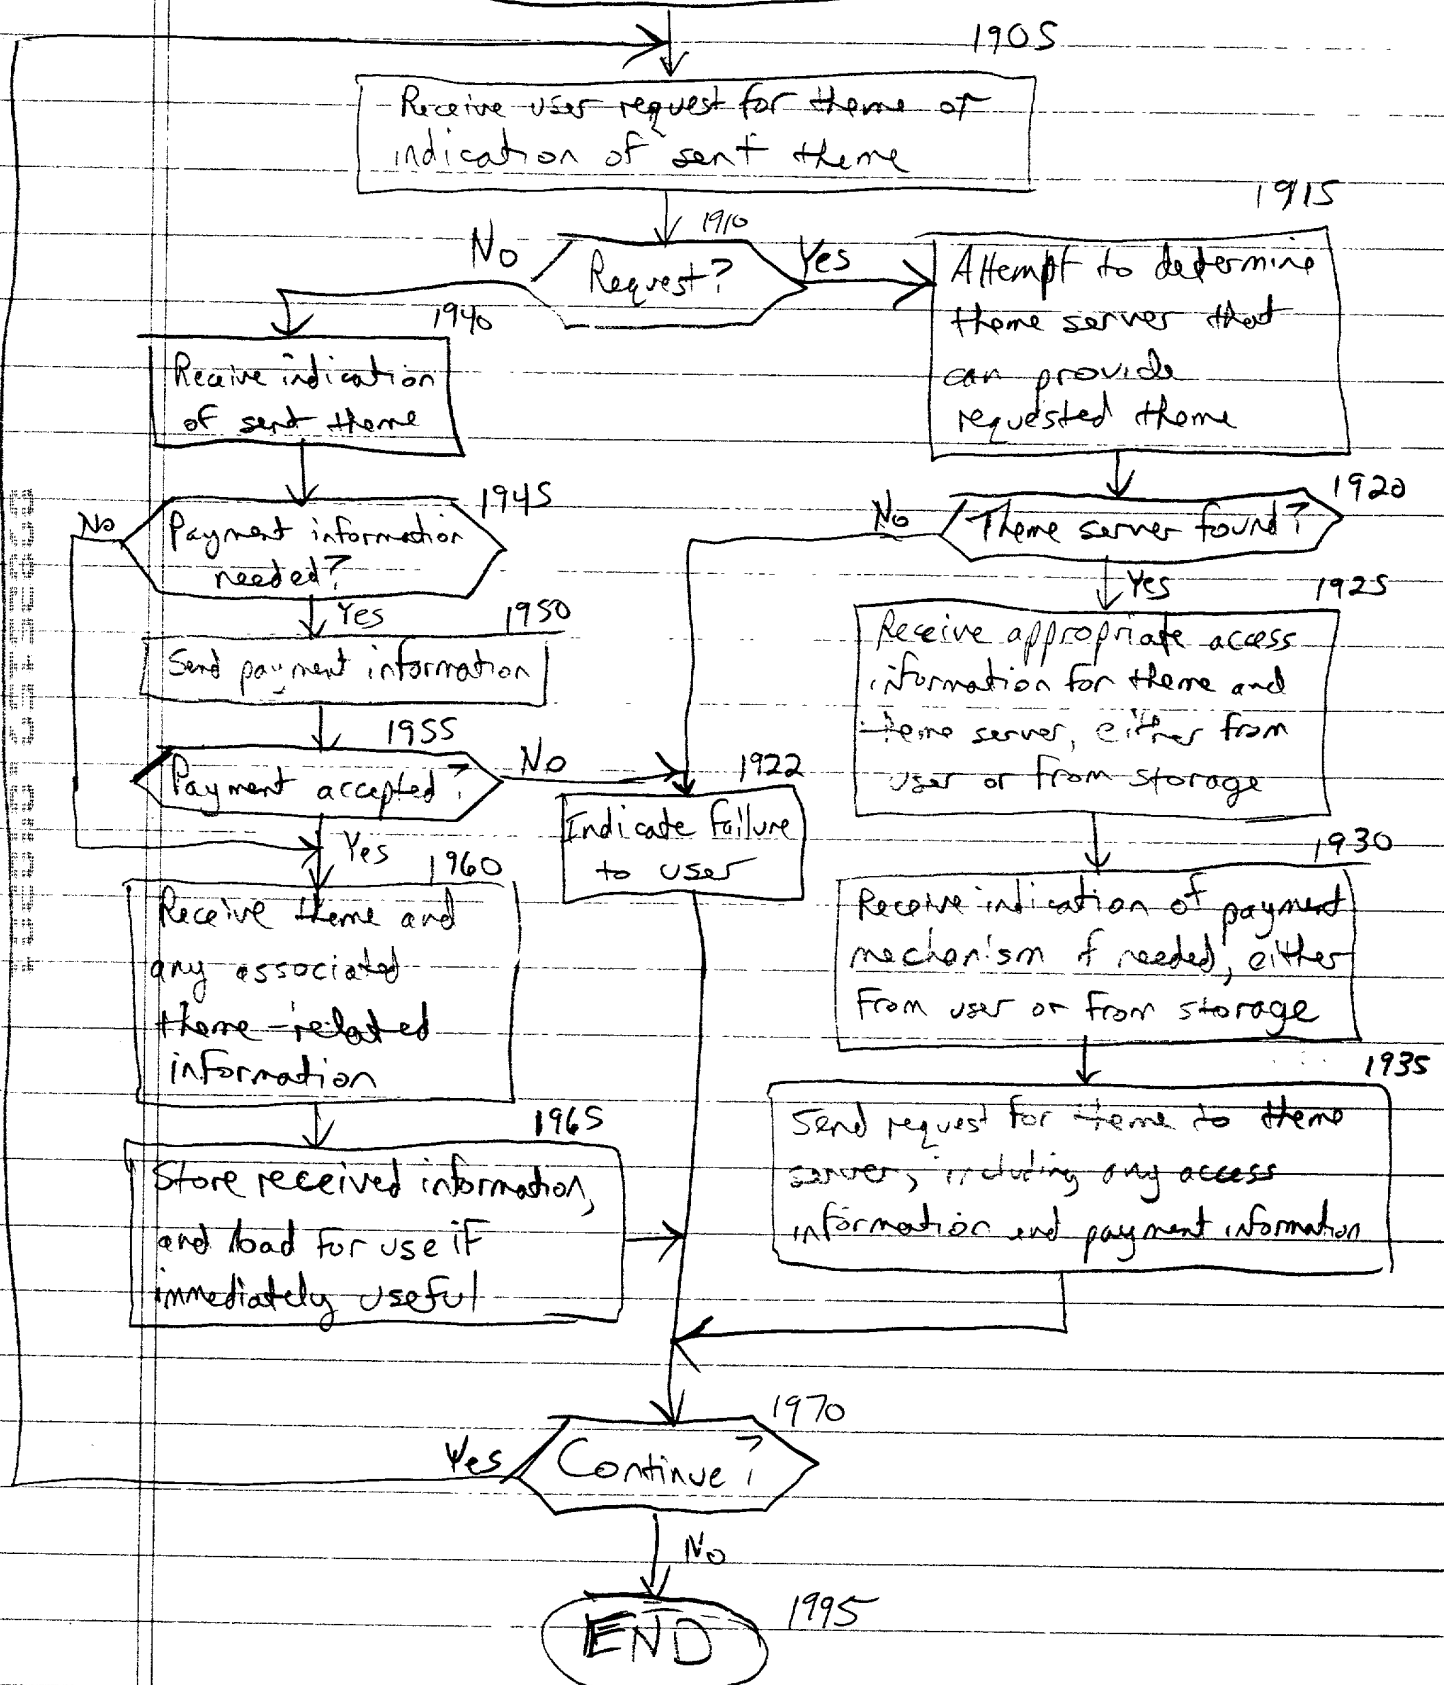 1905
Receive user request for theme or
indication of sent theme
1910
No
Request?
Yes
1915
Attempt to determine
theme server that
can provide
requested theme
1940
Receive indication
of sent theme
1945
No
Payment information
needed?
Yes
1950
Send payment information
1955
Payment accepted?
No
Yes
1920
No
Theme server found?
Yes
1922
Indicate failure
to user
1925
Receive appropriate access
information for theme and
theme server, either from
user or from storage
1930
Receive indication of payment
mechanism if needed, either
from user or from storage
1935
Send request for theme to theme
server, including any access
information and payment information
1960
Receive theme and
any associated
theme-related
information
1965
Store received information,
and load for use if
immediately useful
1970
Yes
Continue?
No
1995
END